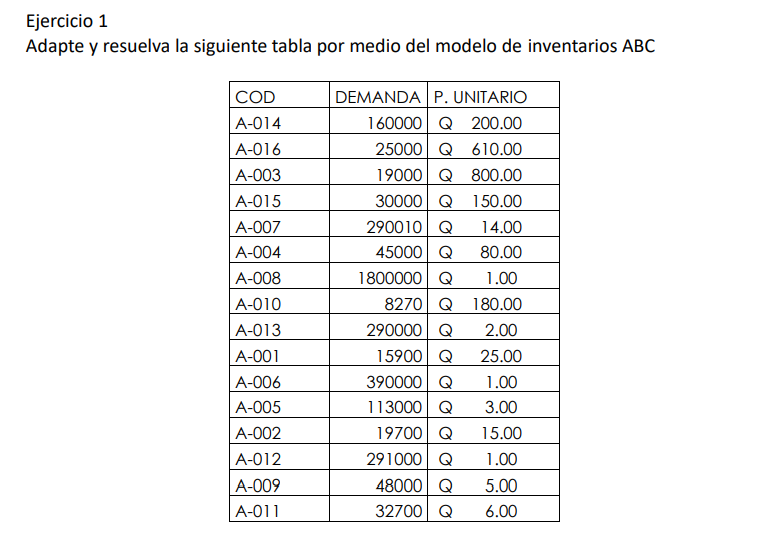 Ejercicio 1
Adapte y resuelva la siguiente tabla por medio del modelo de inventarios ABC
COD DEMANDA P. UNITARIO
A-014 160000 Q 200.00
A-016 25000 Q 610.00
A-003 19000 Q 800.00
A-015 30000 Q 150.00
A-007 290010 Q 14.00
A-004 45000 Q 80.00
A-008 1800000 Q 1.00
A-010 8270 Q 180.00
A-013 290000 Q 2.00
A-001 15900 Q 25.00
A-006 390000 Q 1.00
A-005 113000 Q 3.00
A-002 19700 Q 15.00
A-012 291000 Q 1.00
A-009 48000 Q 5.00
A-011 32700 Q 6.00